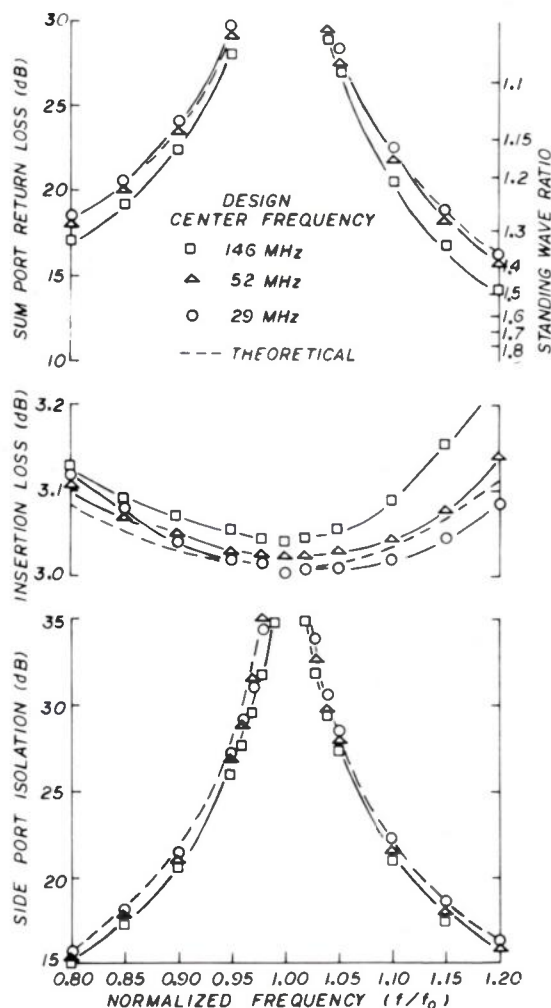 30
25
20
15
10
SUM PORT RETURN LOSS (dB)
1.1
1.15
1.2
1.3
1.4
1.5
1.6
1.7
1.8
STANDING WAVE RATIO
DESIGN
CENTER FREQUENCY
146 MHz
52 MHz
29 MHz
THEORETICAL
3.2
3.1
3.0
INSERTION LOSS (dB)
35
30
25
20
15
SIDE PORT ISOLATION (dB)
0.80 0.85 0.90 0.95 1.00 1.05 1.10 1.15 1.20
NORMALIZED FREQUENCY (f/fo)